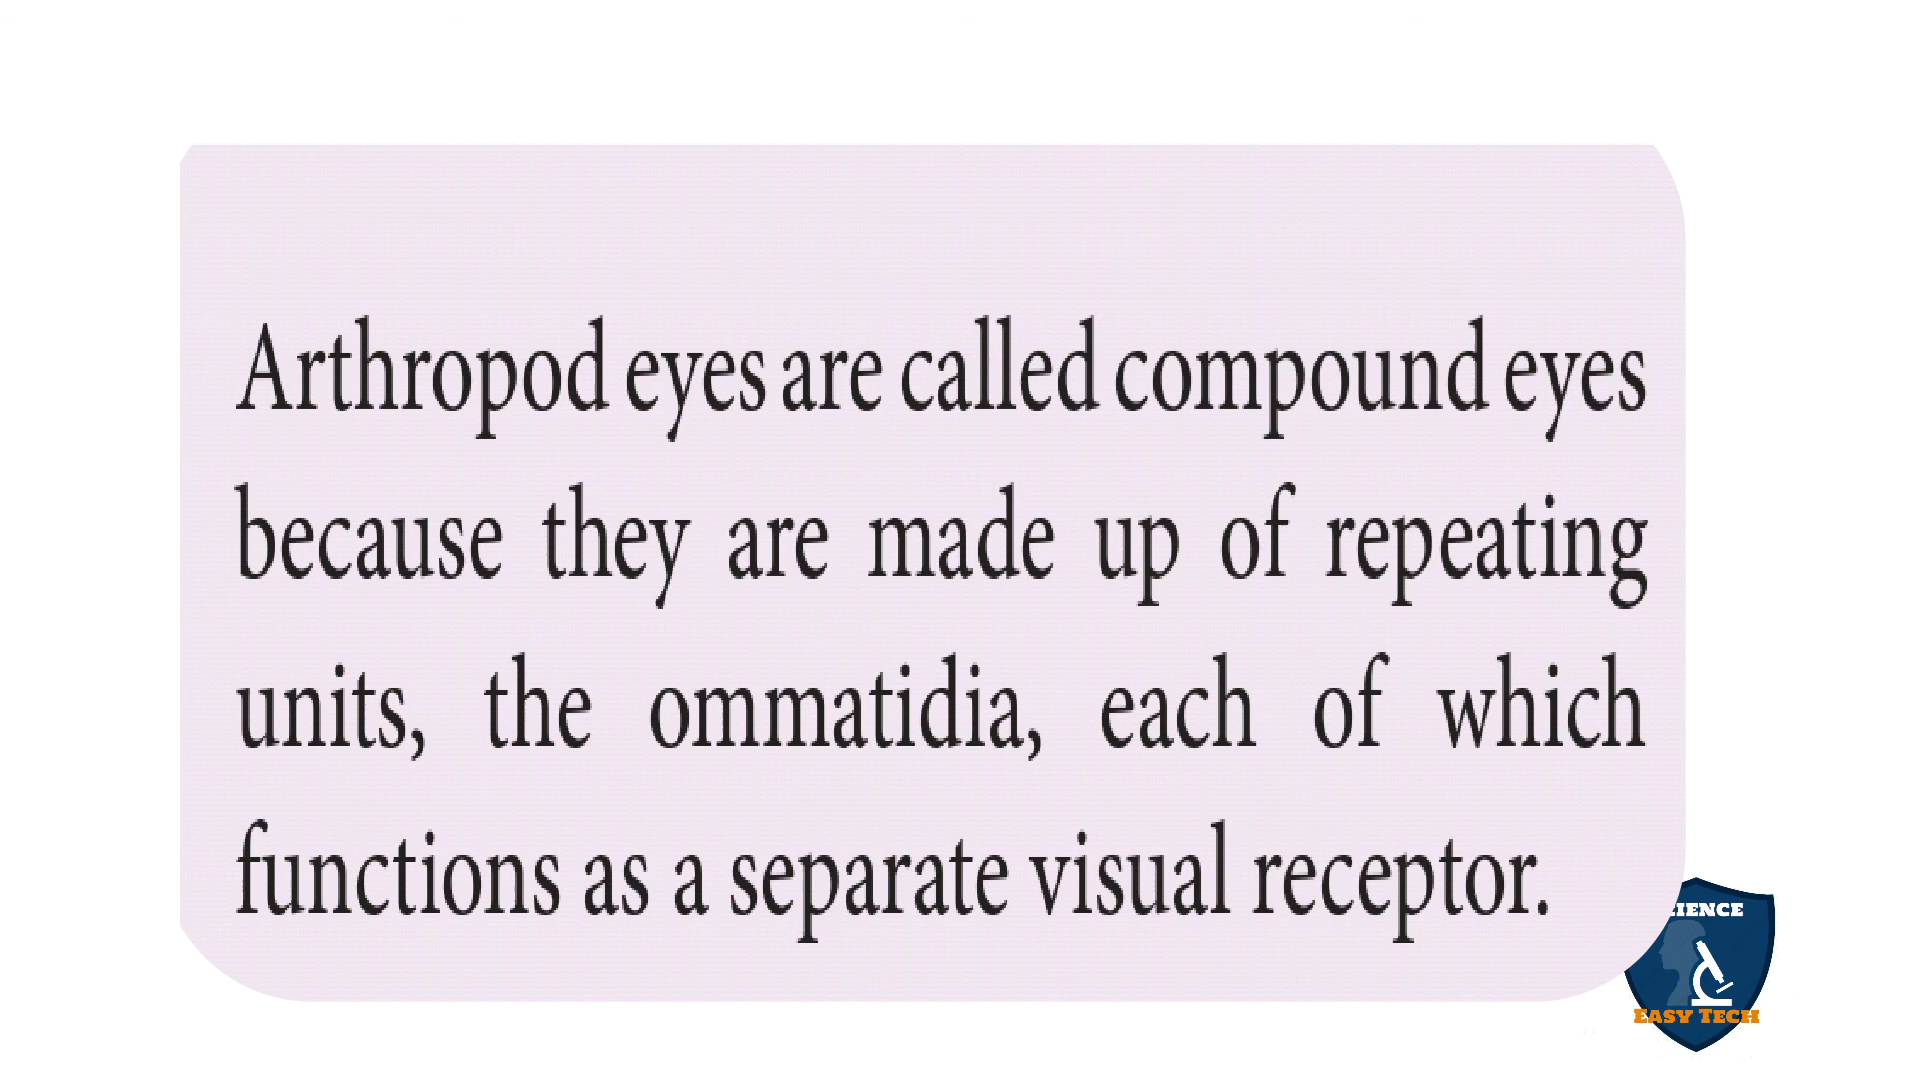 Arthropod eyes are called compound eyes
because they are made up of repeating
units, the ommatidia, each of which
functions as a separate visual receptor.
IENCE
EASY TECH